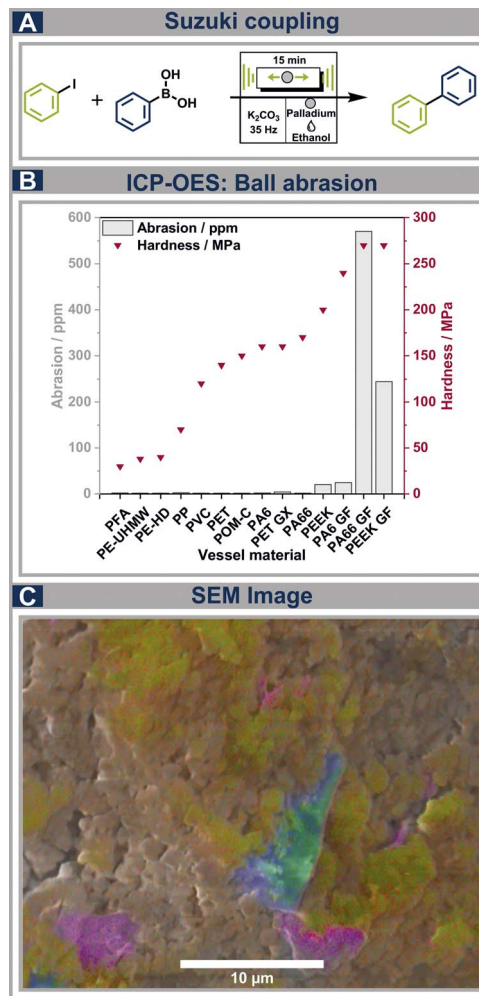 A
Suzuki coupling
I
+
OH
B
OH
15 min
K2CO3
35 Hz
Palladium
Ethanol
B
ICP-OES: Ball abrasion
Abrasion / ppm
Hardness / MPa
600
500
400
300
200
100
0
Abrasion / ppm
300
250
200
150
100
50
0
Hardness / MPa
PFA
PE-UHMW
PE-HD
PP
PVC
PET
POM-C
PA6
PET GX
PA66
PEEK
PA6 GF
PA66 GF
PEEK GF
Vessel material
C
SEM Image
10 µm